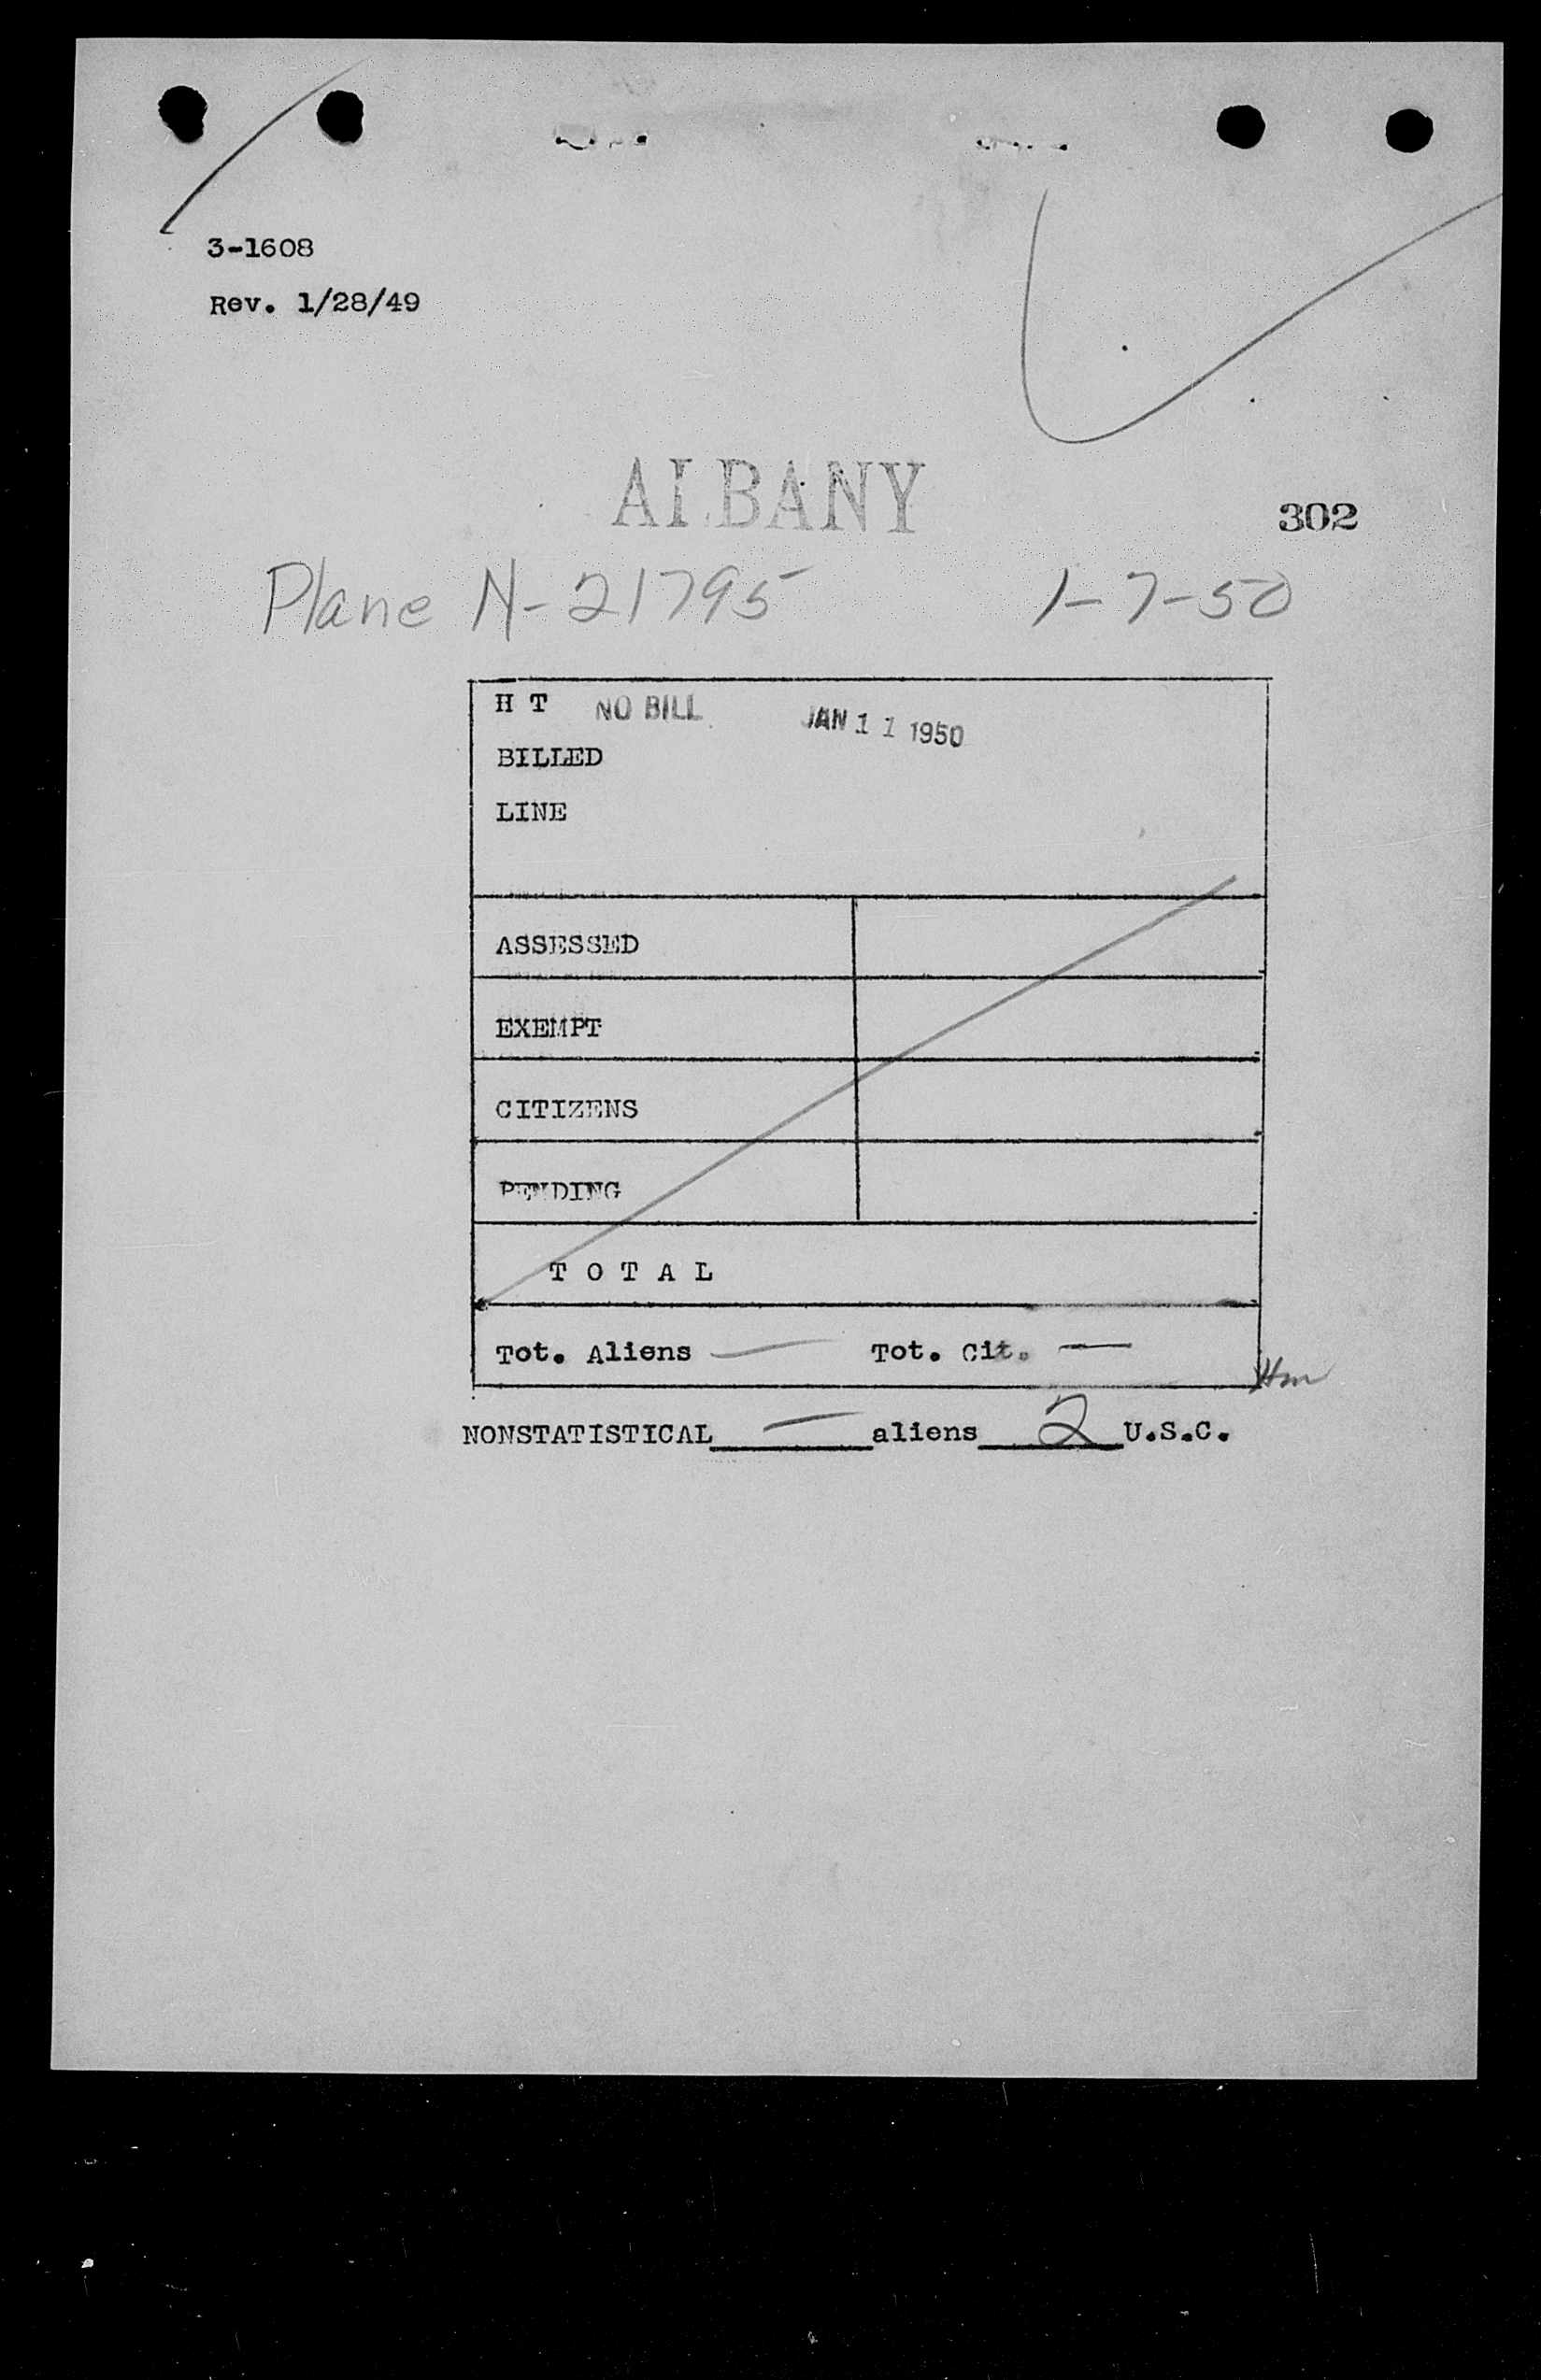 3-1608
Rev. 1/28/49
ALBANY
302
Plane N-21795 1-7-50
H T NO BILL JAN 11 1950
BILLED
LINE
ASSESSED
EXEMPT
CITIZENS
PENDING
T O T A L
Tot. Aliens — Tot. Cit. —
NONSTATISTICAL — aliens 2 U.S.C.